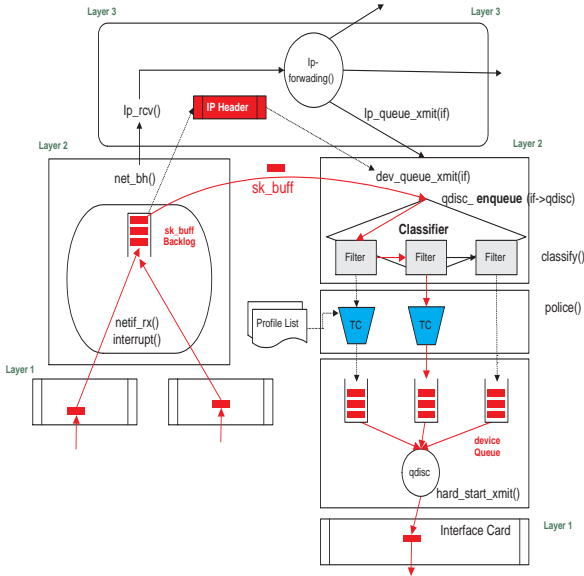 Layer 3
Layer 3
Ip-
forwading()
Ip_rcv()
IP Header
Ip_queue_xmit(if)
Layer 2
Layer 2
net_bh()
dev_queue_xmit(if)
sk_buff
qdisc_ enqueue (if->qdisc)
sk_buff
Backlog
Classifier
Filter
Filter
Filter
classify()
police()
Profile List
TC
TC
netif_rx()
interrupt()
Layer 1
device
Queue
qdisc
hard_start_xmit()
Interface Card
Layer 1